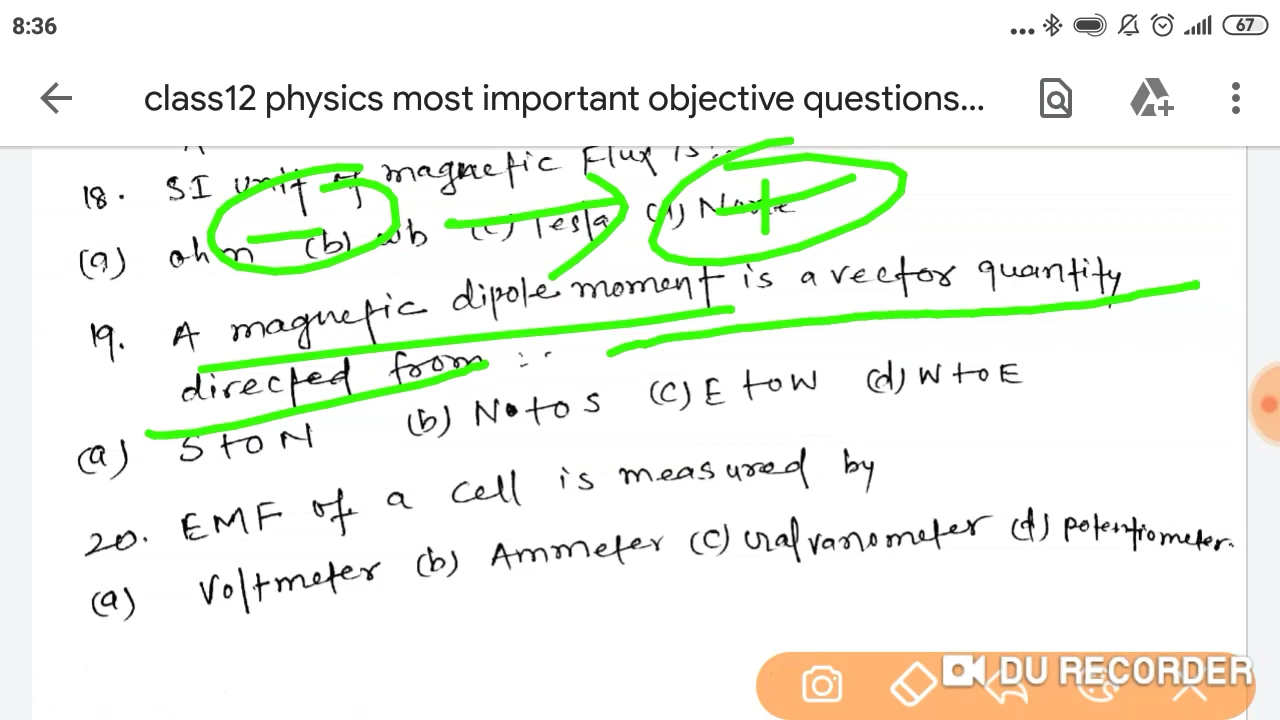 8:36
67
class12 physics most important objective questions...
18. SI unit of magnetic Flux is :-
(a) ohm (b) wb (c) Tesla (d) None
19. A magnetic dipole moment is a vector quantity
directed from :-
(a) S to N (b) N to S (c) E to W (d) W to E
20. EMF of a cell is measured by
(a) Voltmeter (b) Ammeter (c) Galvanometer (d) potentiometer.
DU RECORDER